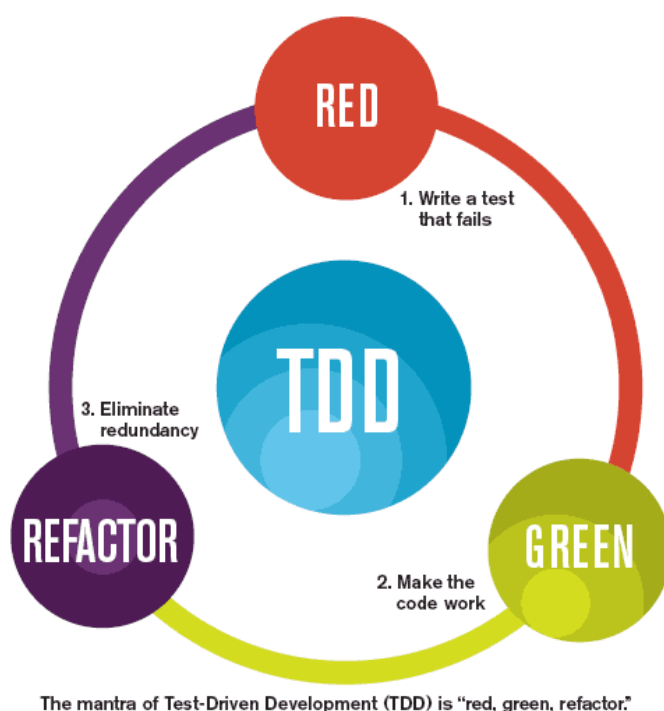 RED
1. Write a test
that fails
TDD
3. Eliminate
redundancy
REFACTOR
GREEN
2. Make the
code work
The mantra of Test-Driven Development (TDD) is “red, green, refactor.”